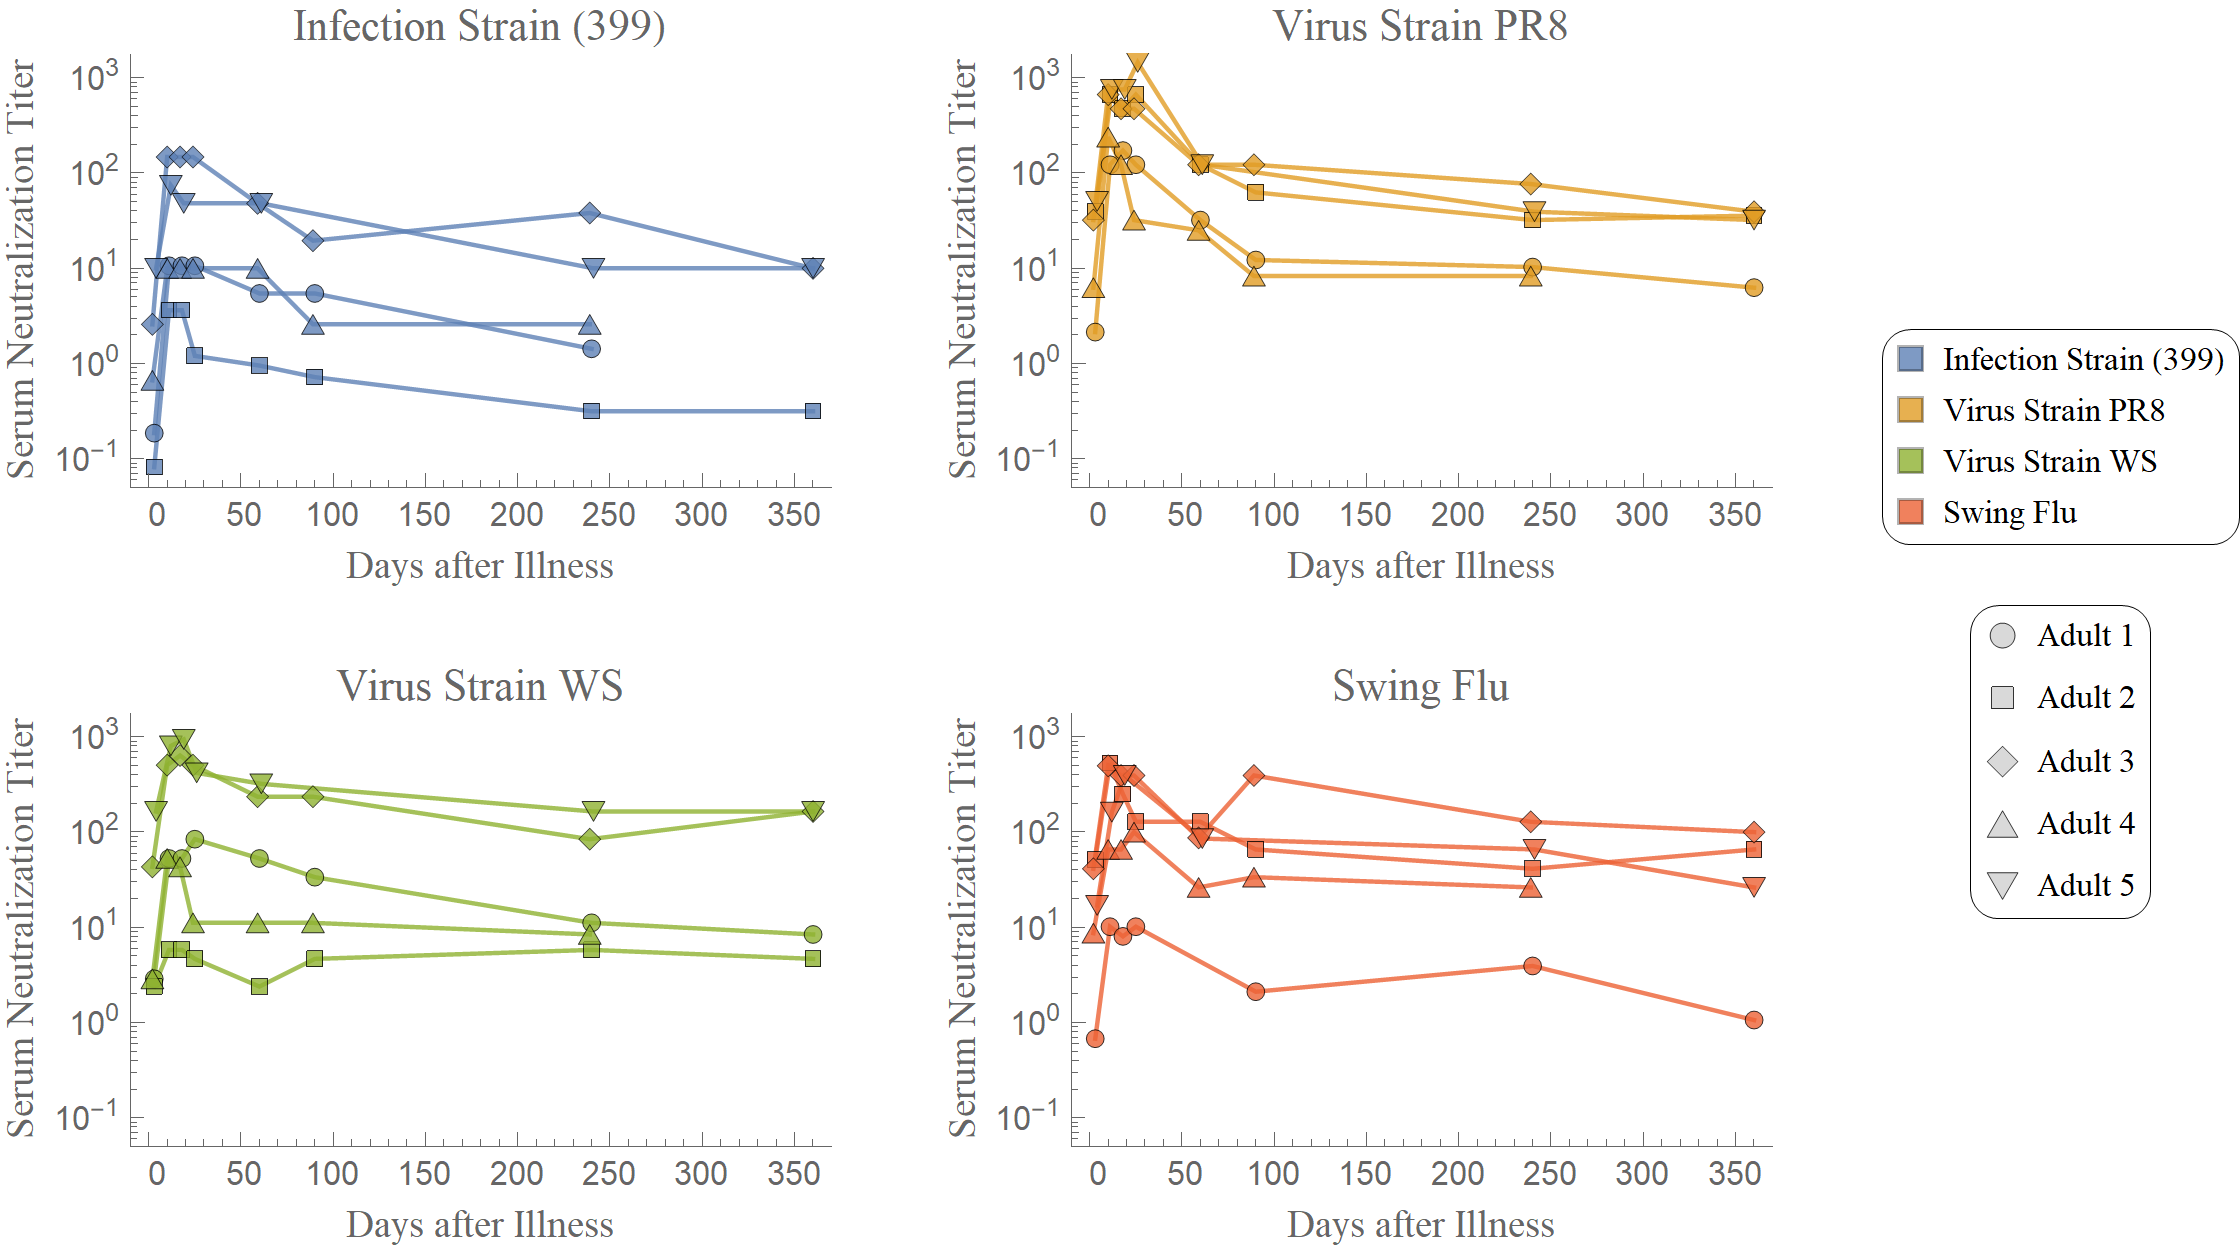 Infection Strain (399)
Serum Neutralization Titer
10³
10²
10¹
10⁰
10⁻¹
0 50 100 150 200 250 300 350
Days after Illness
Virus Strain PR8
Serum Neutralization Titer
10³
10²
10¹
10⁰
10⁻¹
0 50 100 150 200 250 300 350
Days after Illness
Virus Strain WS
Serum Neutralization Titer
10³
10²
10¹
10⁰
10⁻¹
0 50 100 150 200 250 300 350
Days after Illness
Swing Flu
Serum Neutralization Titer
10³
10²
10¹
10⁰
10⁻¹
0 50 100 150 200 250 300 350
Days after Illness
Infection Strain (399)
Virus Strain PR8
Virus Strain WS
Swing Flu
Adult 1
Adult 2
Adult 3
Adult 4
Adult 5